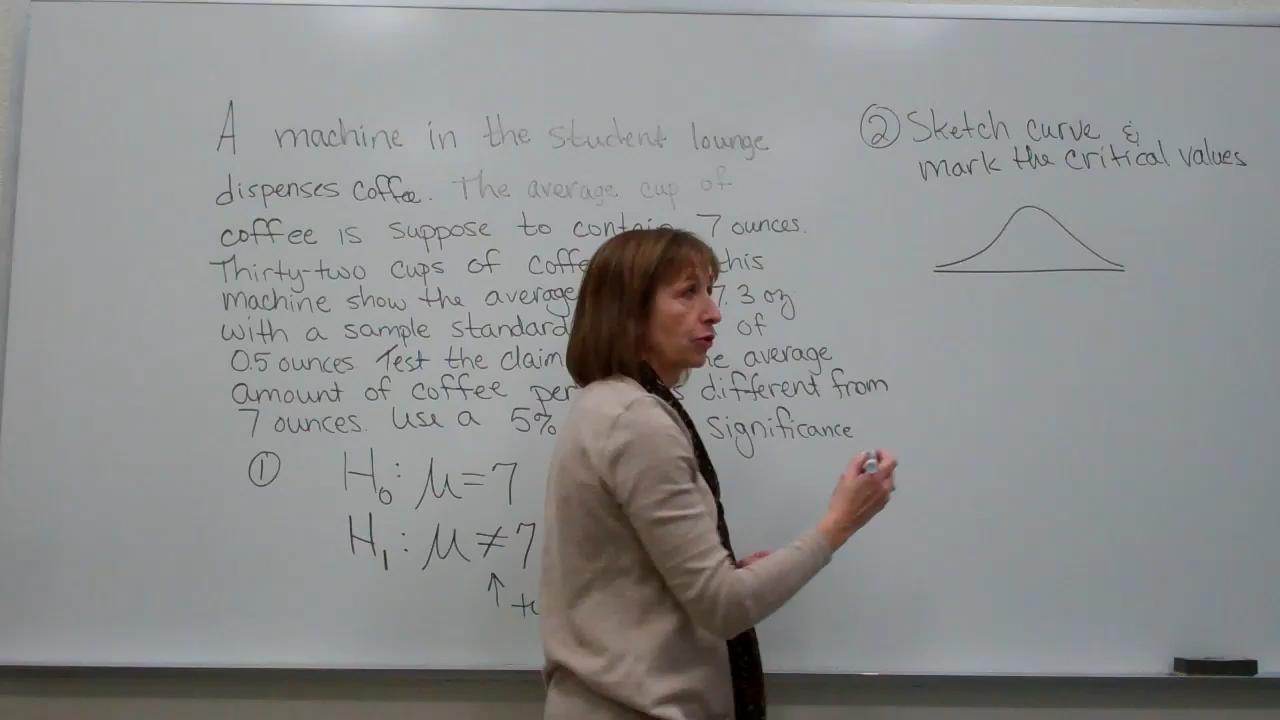 A machine in the student lounge
dispenses coffee. The average cup of
coffee is suppose to contain 7 ounces.
Thirty-two cups of coffe this
machine show the average 7.3 oz
with a sample standard of
0.5 ounces Test the claim average
amount of coffee per different from
7 ounces. Use a 5% significance
① H₀: μ=7
H₁: μ≠7
↑
② Sketch curve &
mark the critical values